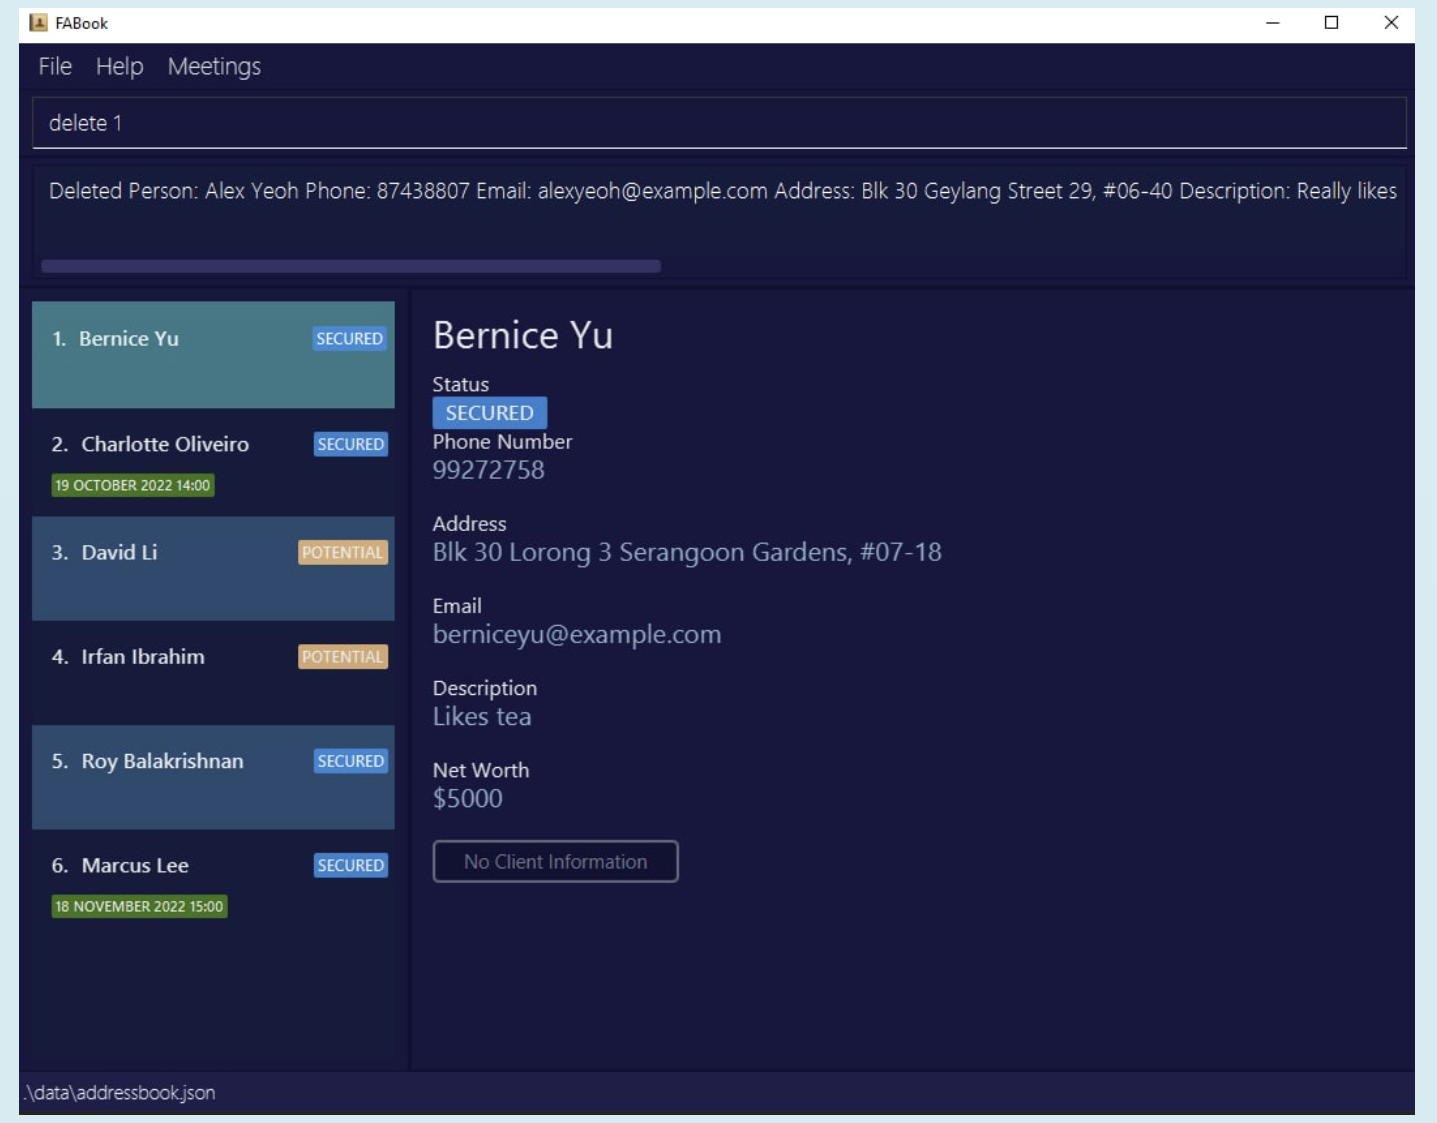 FABook
File Help Meetings
delete 1
Deleted Person: Alex Yeoh Phone: 87438807 Email: alexyeoh@example.com Address: Blk 30 Geylang Street 29, #06-40 Description: Really likes
1. Bernice Yu SECURED
2. Charlotte Oliveiro SECURED
19 OCTOBER 2022 14:00
3. David Li POTENTIAL
4. Irfan Ibrahim POTENTIAL
5. Roy Balakrishnan SECURED
6. Marcus Lee SECURED
18 NOVEMBER 2022 15:00
Bernice Yu
Status
SECURED
Phone Number
99272758
Address
Blk 30 Lorong 3 Serangoon Gardens, #07-18
Email
berniceyu@example.com
Description
Likes tea
Net Worth
$5000
No Client Information
.\data\addressbook.json